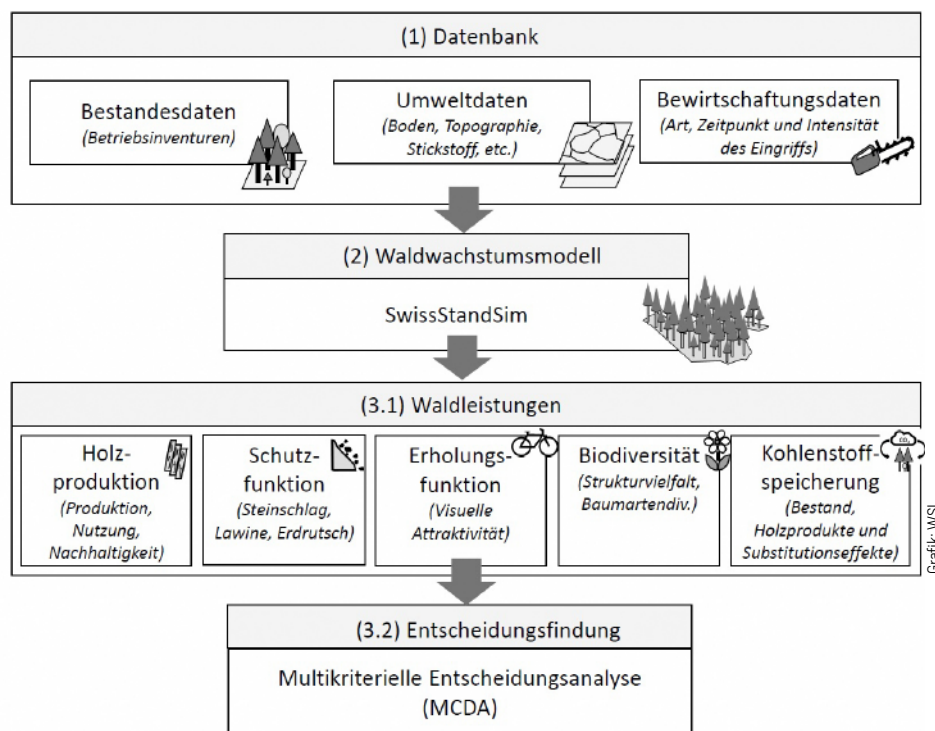 (1) Datenbank
Bestandesdaten
(Betriebsinventuren)
Umweltdaten
(Boden, Topographie,
Stickstoff, etc.)
Bewirtschaftungsdaten
(Art, Zeitpunkt und Intensität
des Eingriffs)
(2) Waldwachstumsmodell
SwissStandSim
(3.1) Waldleistungen
Holz-
produktion
(Produktion,
Nutzung,
Nachhaltigkeit)
Schutz-
funktion
(Steinschlag,
Lawine, Erdrutsch)
Erholungs-
funktion
(Visuelle
Attraktivität)
Biodiversität
(Strukturvielfalt,
Baumartendiv.)
CO₂
Kohlenstoff-
speicherung
(Bestand,
Holzprodukte und
Substitutionseffekte)
Grafik: WSL
(3.2) Entscheidungsfindung
Multikriterielle Entscheidungsanalyse
(MCDA)